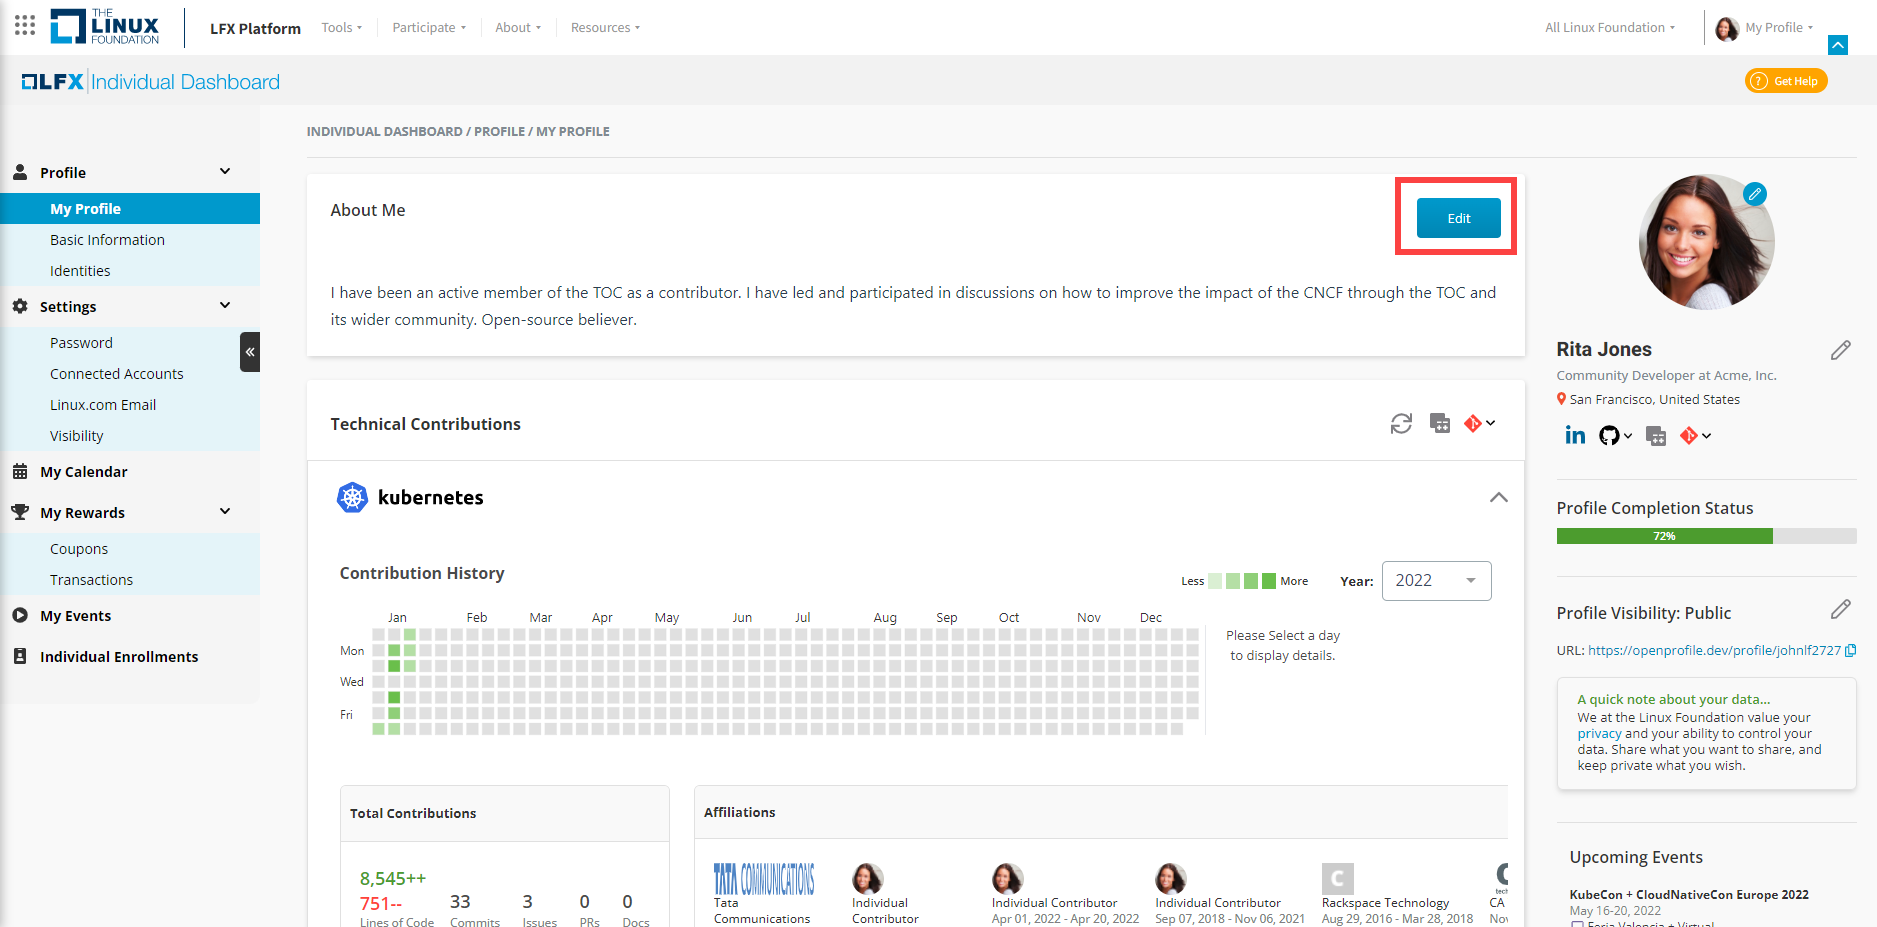 THE
LINUX
FOUNDATION
LFX Platform
Tools
Participate
About
Resources
All Linux Foundation
My Profile
LFX Individual Dashboard
? Get Help
INDIVIDUAL DASHBOARD / PROFILE / MY PROFILE
Profile
My Profile
Basic Information
Identities
Settings
Password
Connected Accounts
Linux.com Email
Visibility
My Calendar
My Rewards
Coupons
Transactions
My Events
Individual Enrollments
About Me
Edit
I have been an active member of the TOC as a contributor. I have led and participated in discussions on how to improve the impact of the CNCF through the TOC and
its wider community. Open-source believer.
Technical Contributions
kubernetes
Contribution History
Less
More
Year:
2022
Jan Feb Mar Apr May Jun Jul Aug Sep Oct Nov Dec
Mon
Wed
Fri
Please Select a day
to display details.
Total Contributions
8,545++
751--
Lines of Code
33
Commits
3
Issues
0
PRs
0
Docs
Affiliations
TATA COMMUNICATIONS
Tata
Communications
Individual
Contributor
Individual Contributor
Apr 01, 2022 - Apr 20, 2022
Individual Contributor
Sep 07, 2018 - Nov 06, 2021
C
Rackspace Technology
Aug 29, 2016 - Mar 28, 2018
C
tech
CA
Nov
Rita Jones
Community Developer at Acme, Inc.
San Francisco, United States
in
Profile Completion Status
72%
Profile Visibility: Public
URL: https://openprofile.dev/profile/johnlf2727
A quick note about your data...
We at the Linux Foundation value your
privacy and your ability to control your
data. Share what you want to share, and
keep private what you wish.
Upcoming Events
KubeCon + CloudNativeCon Europe 2022
May 16-20, 2022
Feria Valencia + Virtual